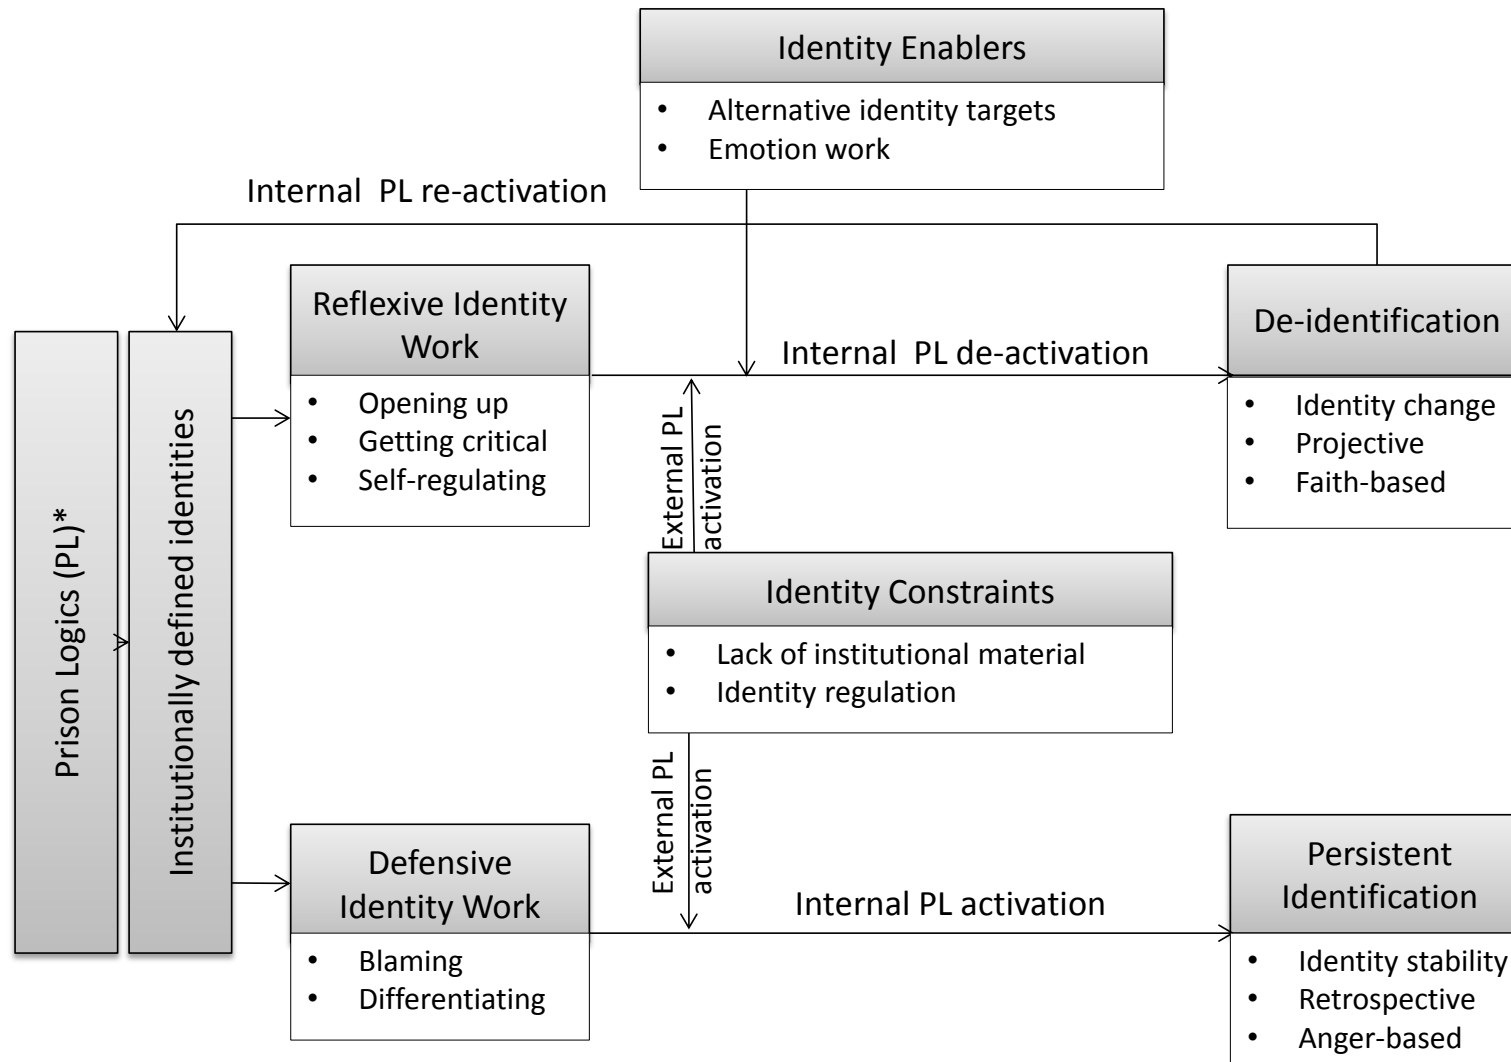 Identity Enablers
• Alternative identity targets
• Emotion work
Internal PL re-activation
Reflexive Identity
Work
• Opening up
• Getting critical
• Self-regulating
Internal PL de-activation
De-identification
• Identity change
• Projective
• Faith-based
Prison Logics (PL)*
Institutionally defined identities
External PL
activation
Identity Constraints
• Lack of institutional material
• Identity regulation
External PL
activation
Defensive
Identity Work
• Blaming
• Differentiating
Internal PL activation
Persistent
Identification
• Identity stability
• Retrospective
• Anger-based